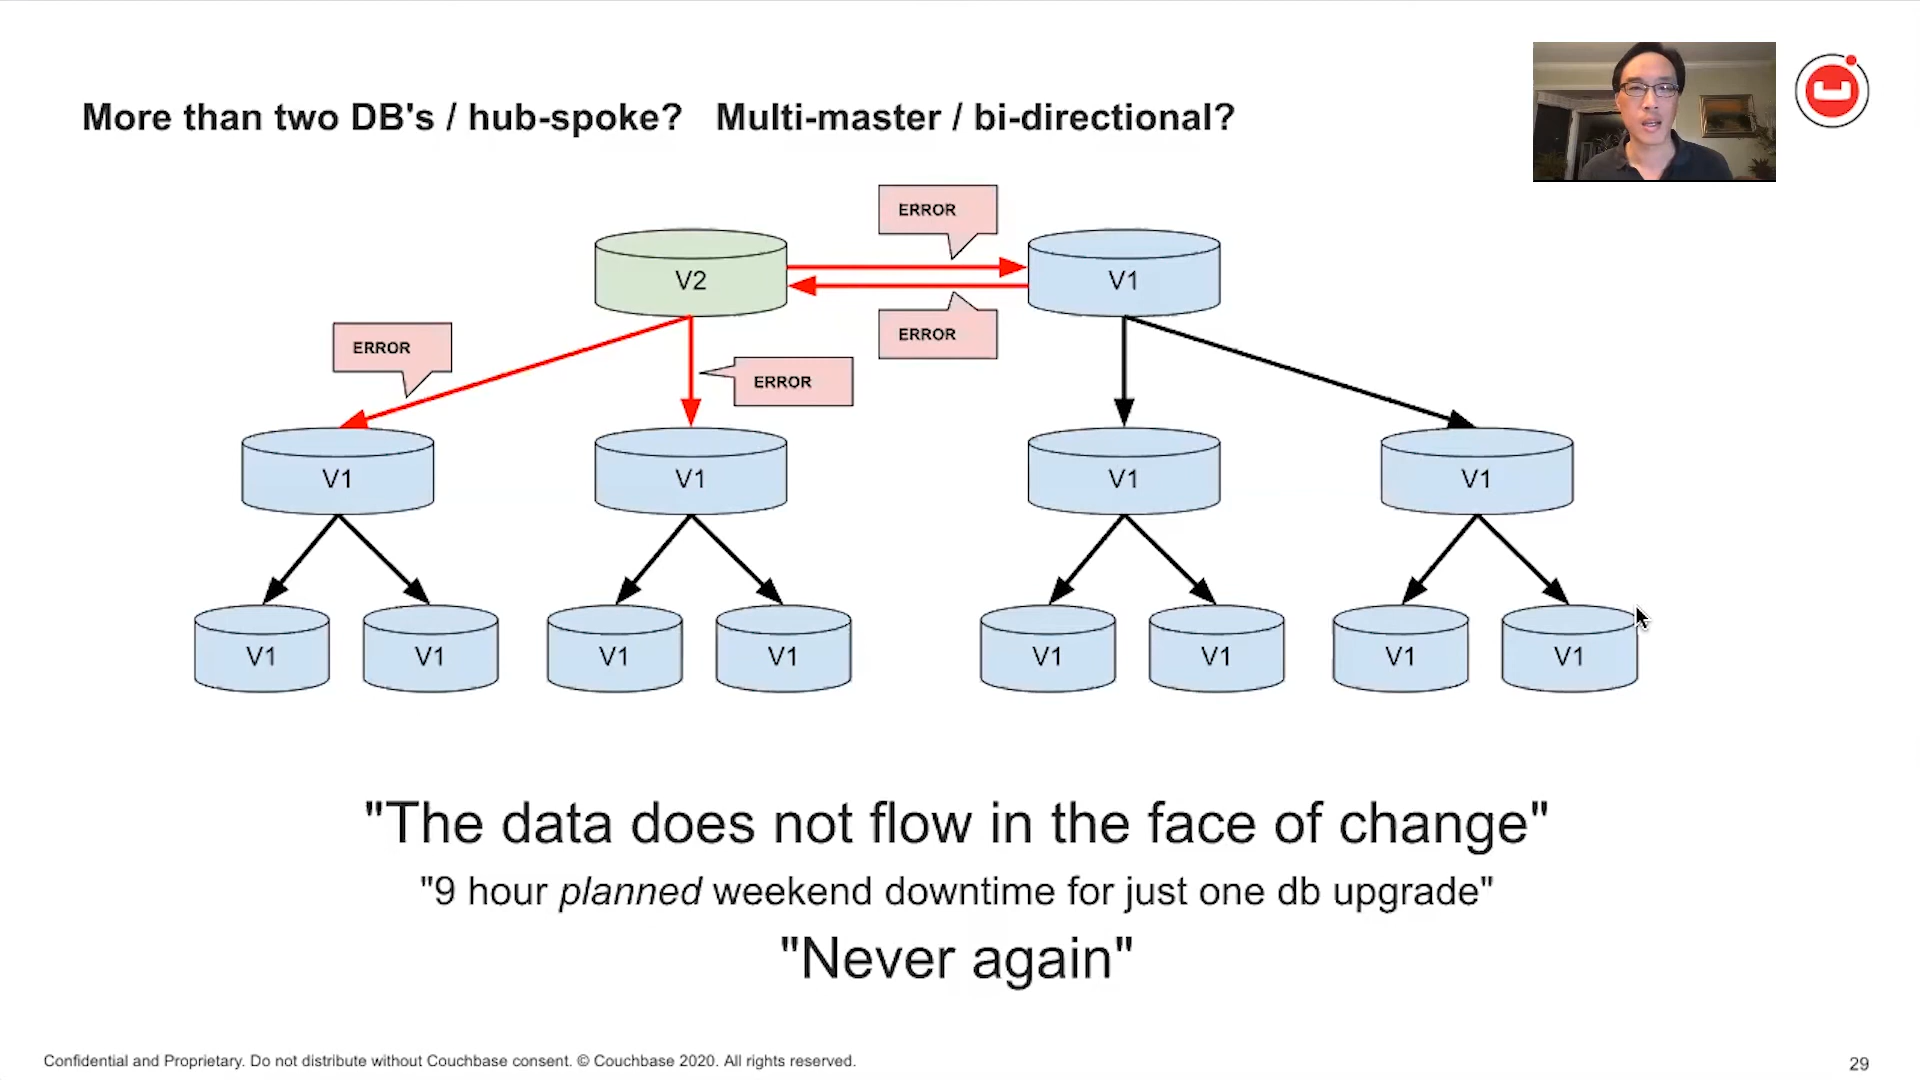 More than two DB's / hub-spoke?   Multi-master / bi-directional?
ERROR
V2
V1
ERROR
ERROR
ERROR
V1
V1
V1
V1
V1
V1
V1
V1
V1
V1
V1
V1
"The data does not flow in the face of change"
"9 hour planned weekend downtime for just one db upgrade"
"Never again"
Confidential and Proprietary. Do not distribute without Couchbase consent. © Couchbase 2020. All rights reserved.
29